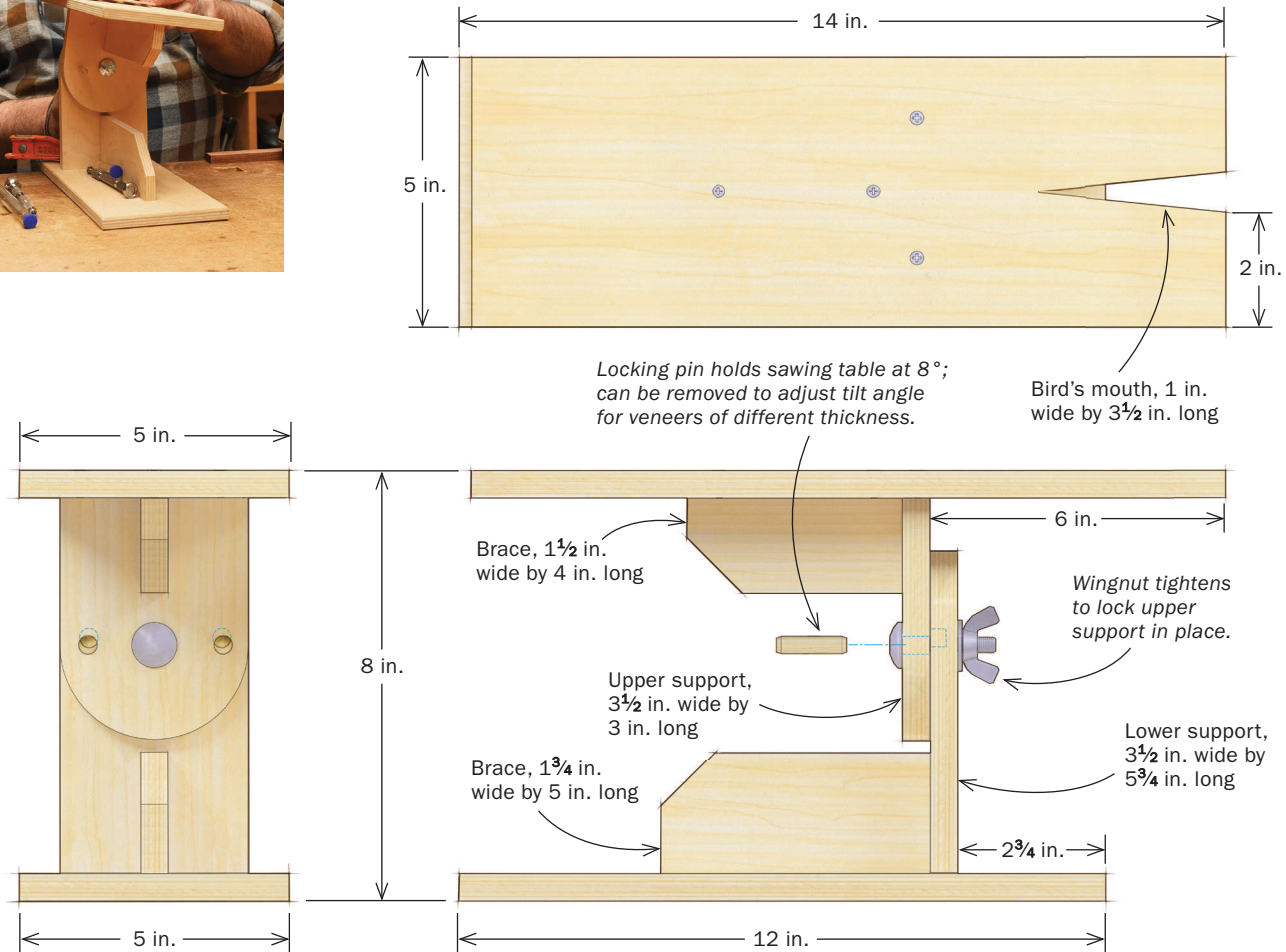 14 in.
5 in.
2 in.
Locking pin holds sawing table at 8°;
can be removed to adjust tilt angle
for veneers of different thickness.
Bird’s mouth, 1 in.
wide by 3½ in. long
5 in.
6 in.
Brace, 1½ in.
wide by 4 in. long
Wingnut tightens
to lock upper
support in place.
8 in.
Upper support,
3½ in. wide by
3 in. long
Lower support,
3½ in. wide by
5¾ in. long
Brace, 1¾ in.
wide by 5 in. long
2¾ in.
5 in.
12 in.